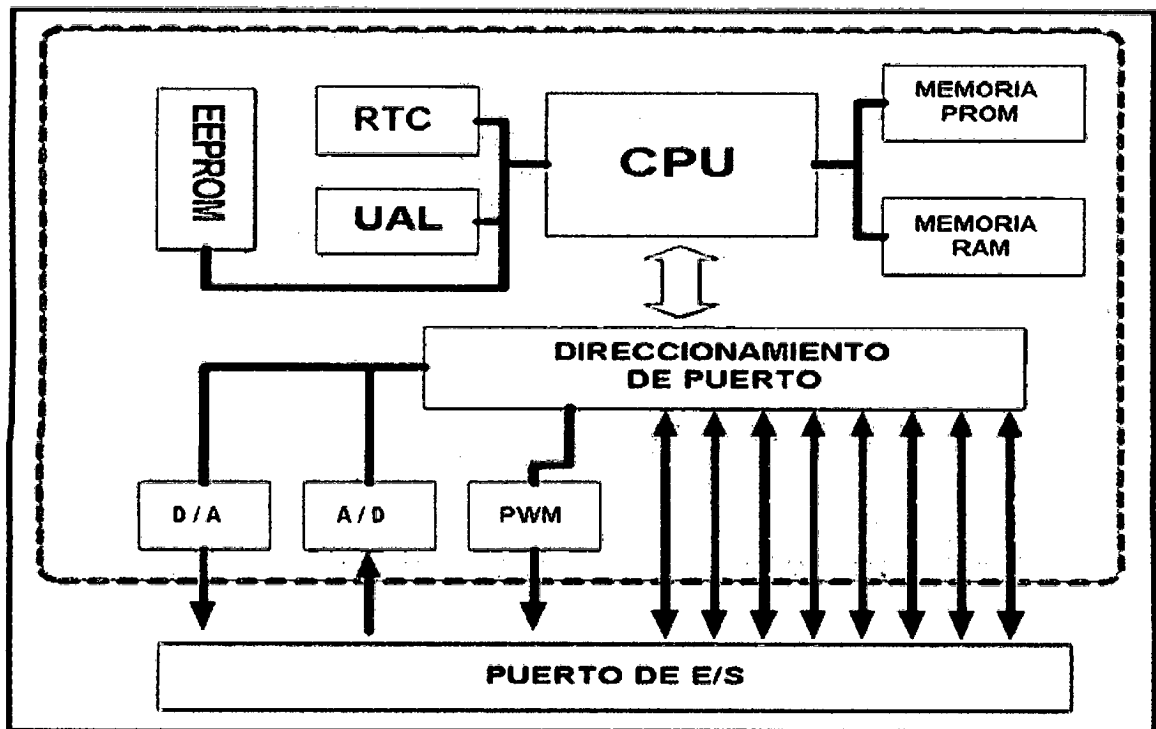 EEPROM
RTC
UAL
CPU
MEMORIA
PROM
MEMORIA
RAM
DIRECCIONAMIENTO
DE PUERTO
D/A
A/D
PWM
PUERTO DE E/S